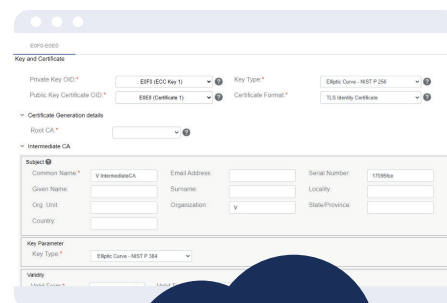 E0F0-E0E0
Key and Certificate
Private Key OID:* E0F0 (ECC Key 1) Key Type:* Elliptic Curve - NIST P 256
Public Key Certificate OID:* E0E0 (Certificate 1) Certificate Format:* TLS Identity Certificate
Certificate Generation details
Root CA:*
Intermediate CA
Subject
Common Name:* V IntermediateCA Email Address: Serial Number:
Given Name: Surname: Locality:
Org. Unit: Organization: V State/Province:
Country:
Key Parameter
Key Type:* Elliptic Curve - NIST P 384
Validity